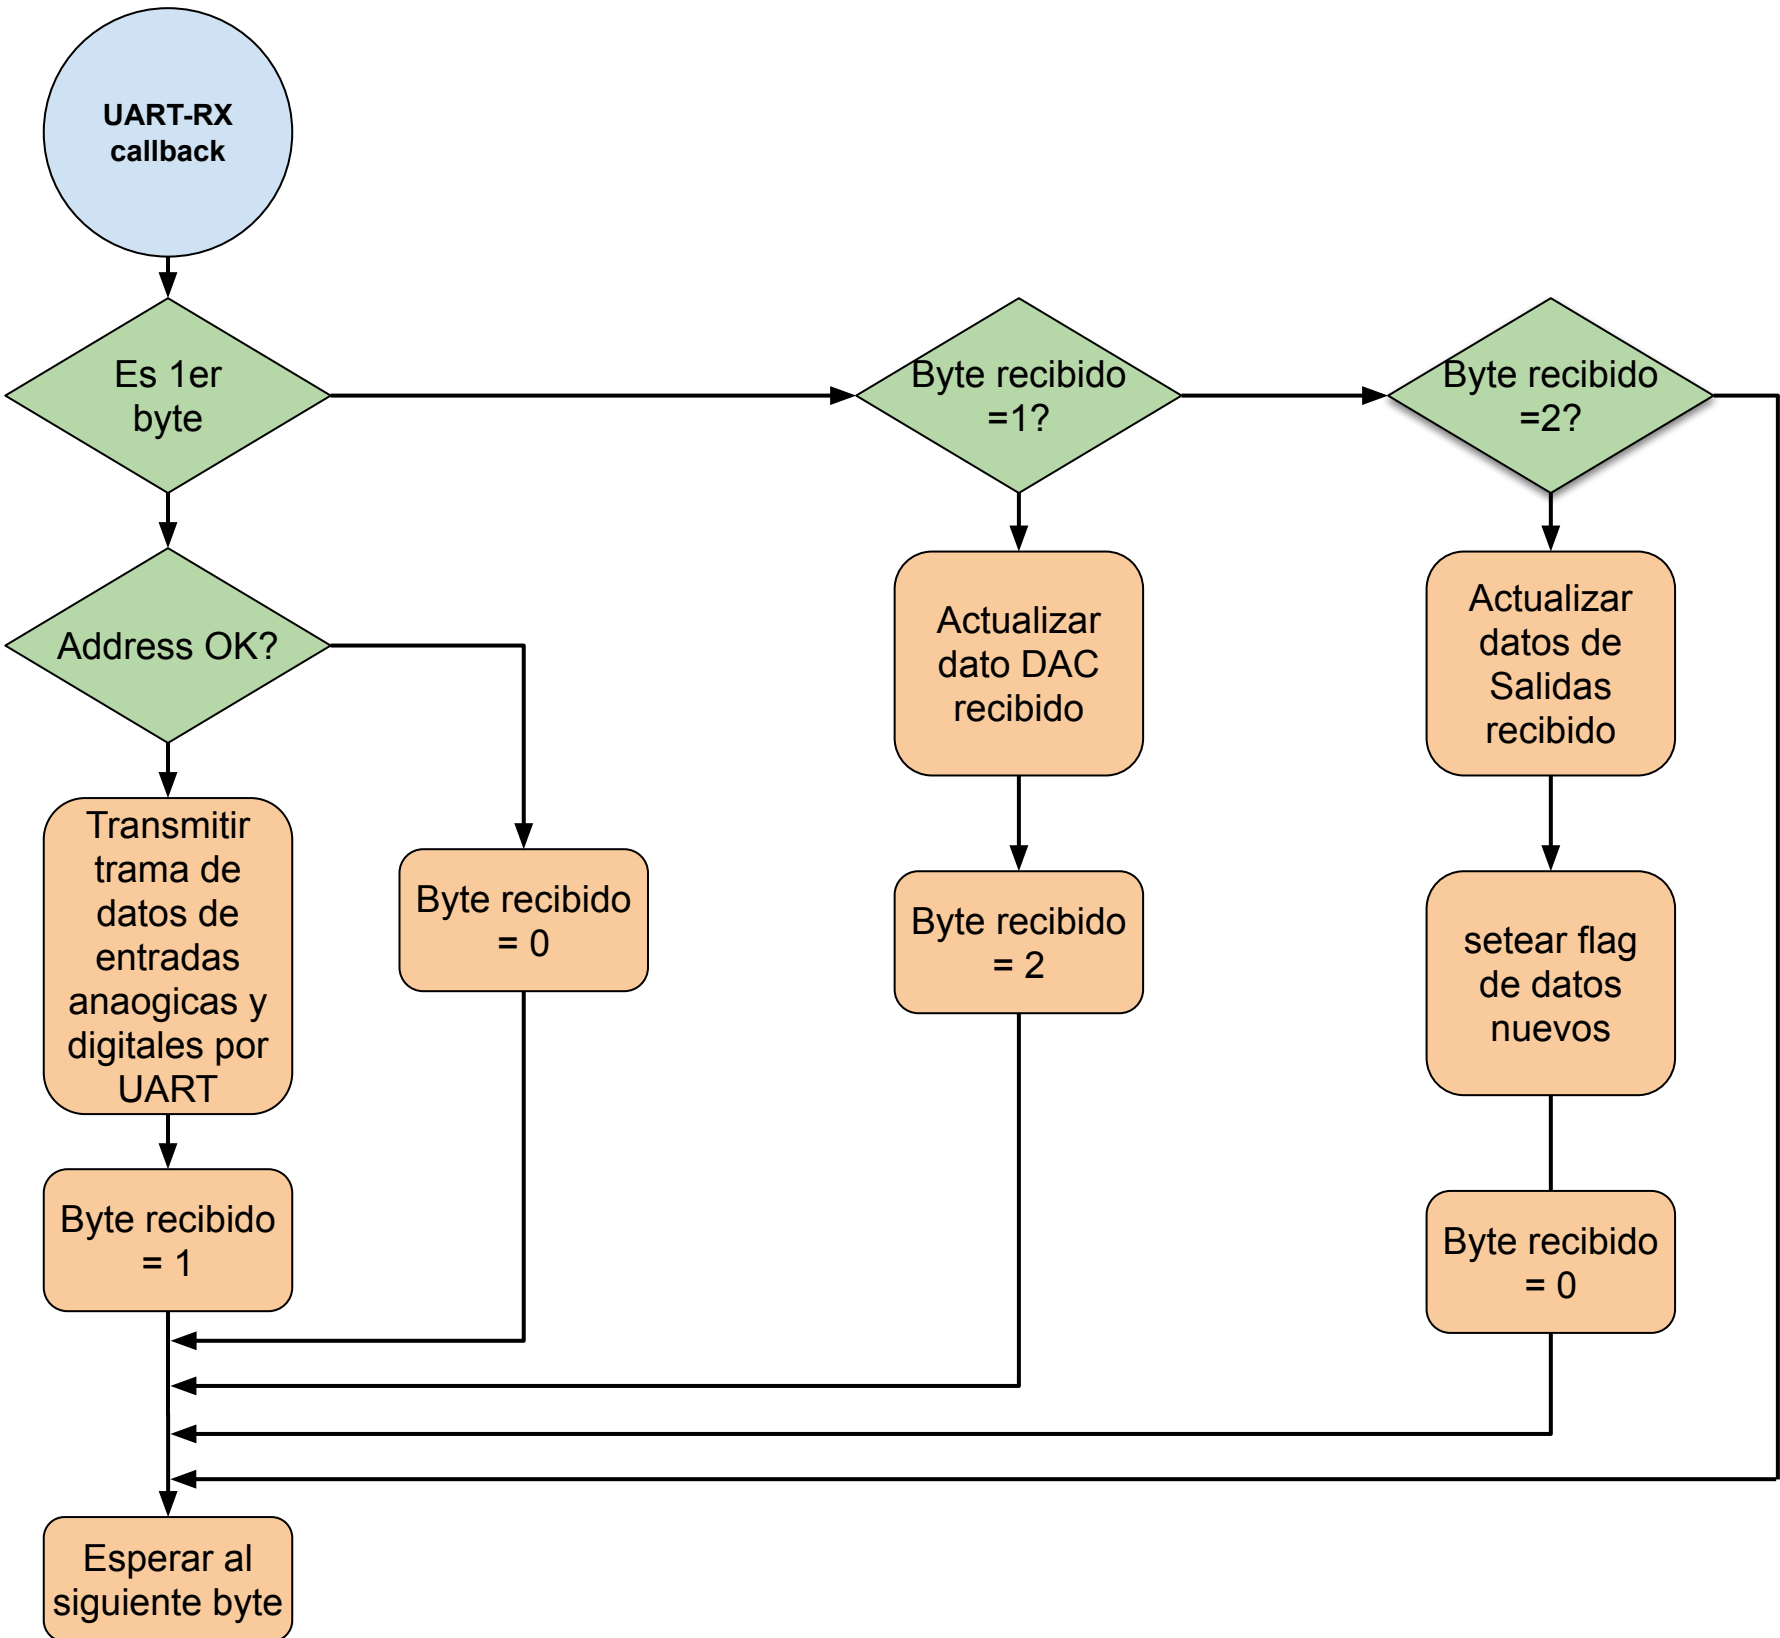 UART-RX
callback
Es 1er
byte
Byte recibido
=1?
Byte recibido
=2?
Address OK?
Actualizar
dato DAC
recibido
Actualizar
datos de
Salidas
recibido
Transmitir
trama de
datos de
entradas
anaogicas y
digitales por
UART
Byte recibido
= 0
Byte recibido
= 2
setear flag
de datos
nuevos
Byte recibido
= 1
Byte recibido
= 0
Esperar al
siguiente byte